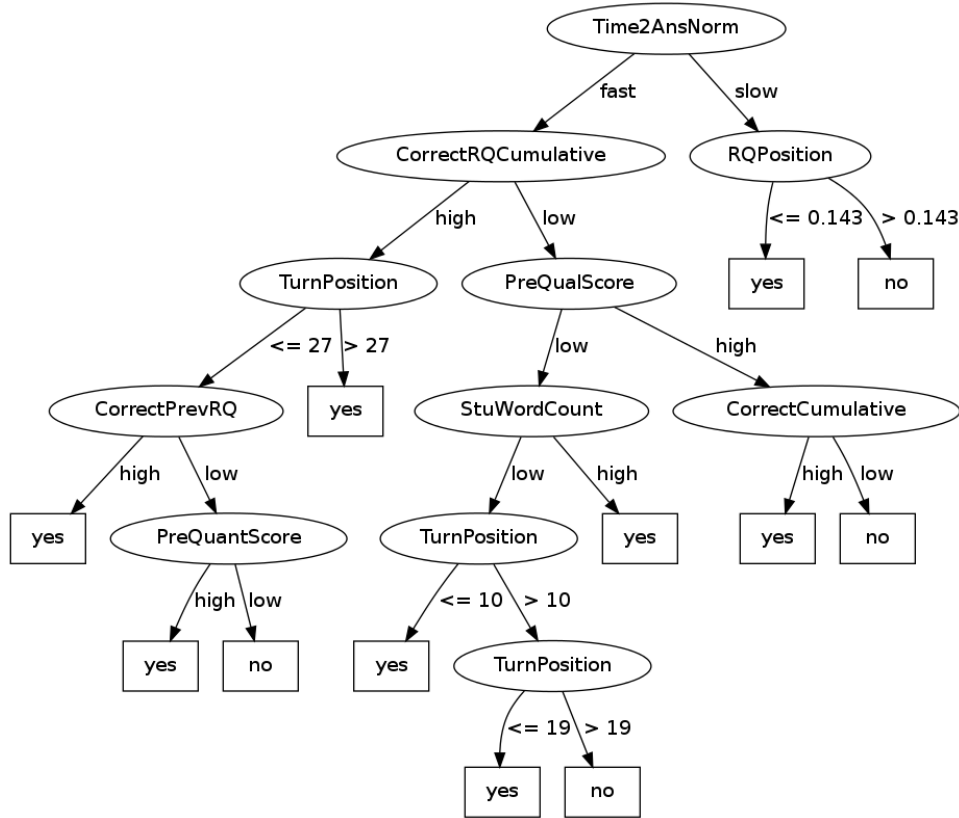 Time2AnsNorm
fast
slow
CorrectRQCumulative
RQPosition
high
low
<= 0.143
> 0.143
TurnPosition
PreQualScore
yes
no
<= 27
> 27
low
high
CorrectPrevRQ
yes
StuWordCount
CorrectCumulative
high
low
low
high
high
low
yes
PreQuantScore
TurnPosition
yes
yes
no
high
low
<= 10
> 10
yes
no
yes
TurnPosition
<= 19
> 19
yes
no